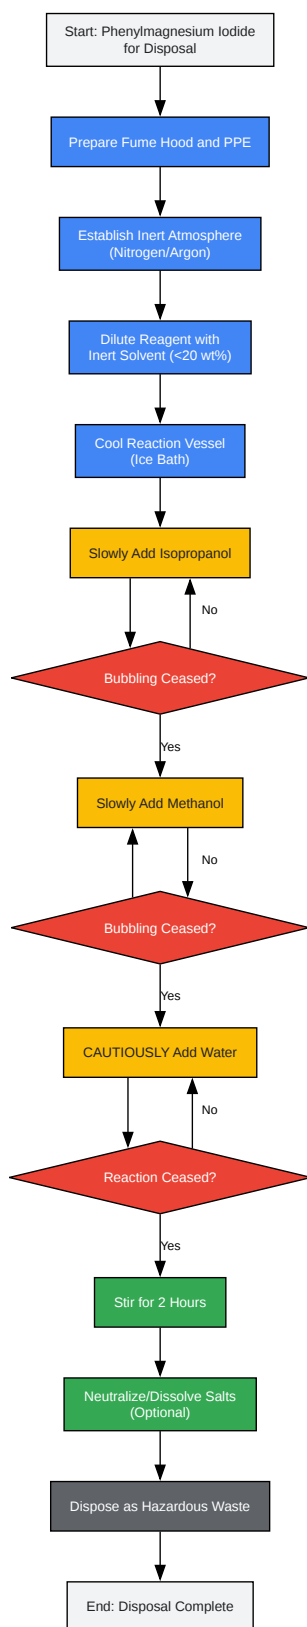 Start: Phenylmagnesium Iodide
for Disposal
Prepare Fume Hood and PPE
Establish Inert Atmosphere
(Nitrogen/Argon)
Dilute Reagent with
Inert Solvent (<20 wt%)
Cool Reaction Vessel
(Ice Bath)
Slowly Add Isopropanol
No
Bubbling Ceased?
Yes
Slowly Add Methanol
No
Bubbling Ceased?
Yes
CAUTIOUSLY Add Water
No
Reaction Ceased?
Yes
Stir for 2 Hours
Neutralize/Dissolve Salts
(Optional)
Dispose as Hazardous Waste
End: Disposal Complete